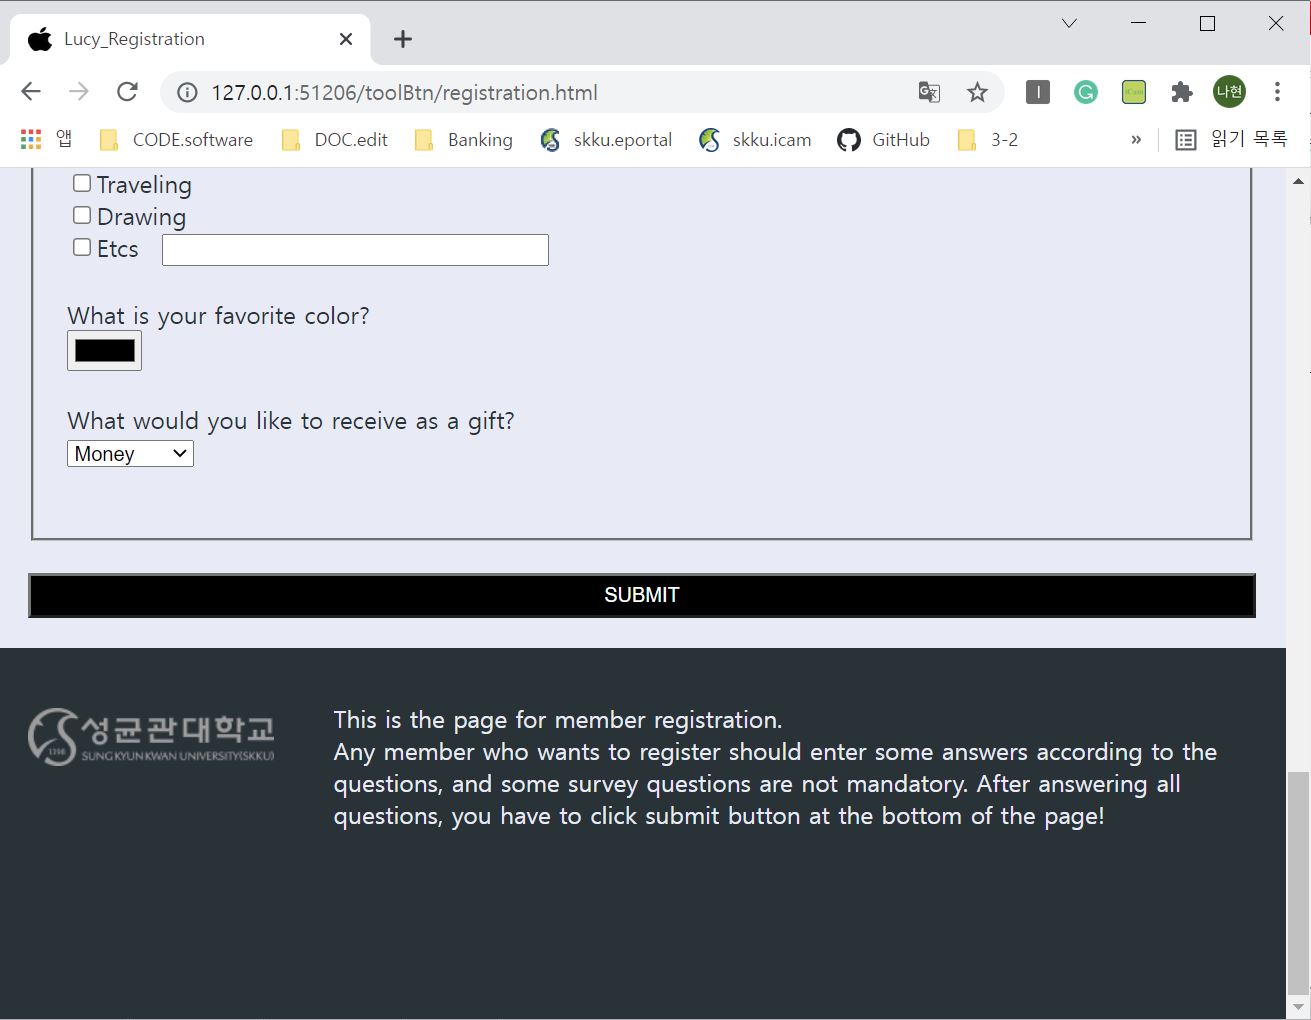 Lucy_Registration
127.0.0.1:51206/toolBtn/registration.html
나현
앱 CODE.software DOC.edit Banking skku.eportal skku.icam GitHub 3-2 » 읽기 목록
Traveling
Drawing
Etcs
What is your favorite color?
What would you like to receive as a gift?
Money
SUBMIT
성균관대학교
1398
SUNG KYUN KWAN UNIVERSITY(SKKU)
This is the page for member registration.
Any member who wants to register should enter some answers according to the
questions, and some survey questions are not mandatory. After answering all
questions, you have to click submit button at the bottom of the page!